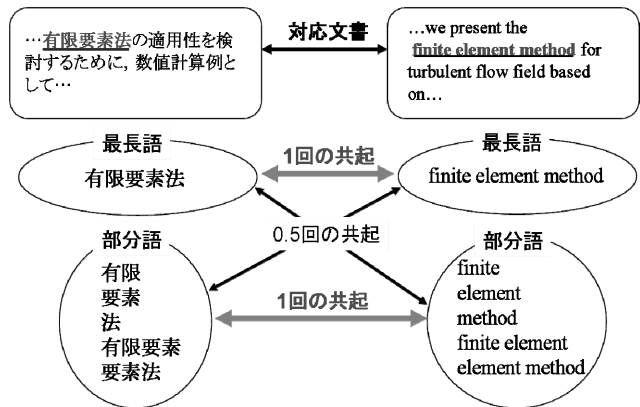 …有限要素法の適用性を検
討するために, 数値計算例と
して…
対応文書
…we present the
finite element method for
turbulent flow field based
on…
最長語
有限要素法
1回の共起
最長語
finite element method
0.5回の共起
部分語
有限
要素
法
有限要素
要素法
1回の共起
部分語
finite
element
method
finite element
element method